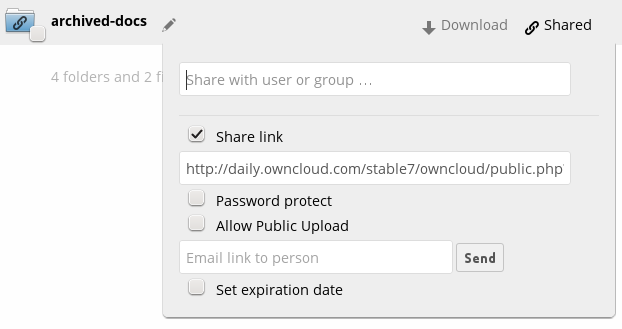 archived-docs
Download
Shared
4 folders and 2
Share with user or group ...
Share link
http://daily.owncloud.com/stable7/owncloud/public.php
Password protect
Allow Public Upload
Email link to person
Send
Set expiration date